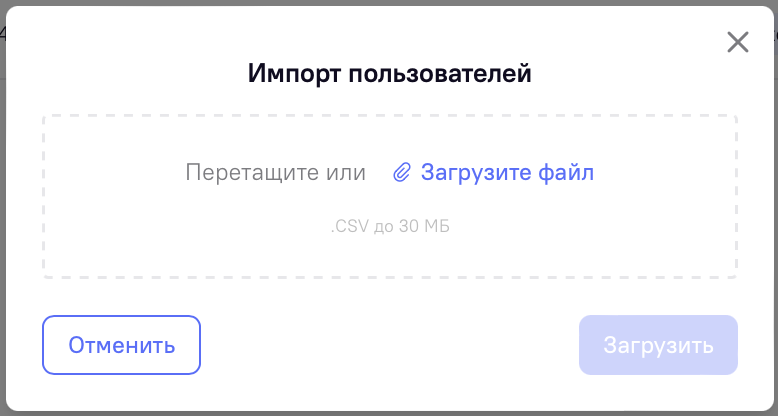 Импорт пользователей
Перетащите или Загрузите файл
.CSV до 30 МБ
Отменить Загрузить